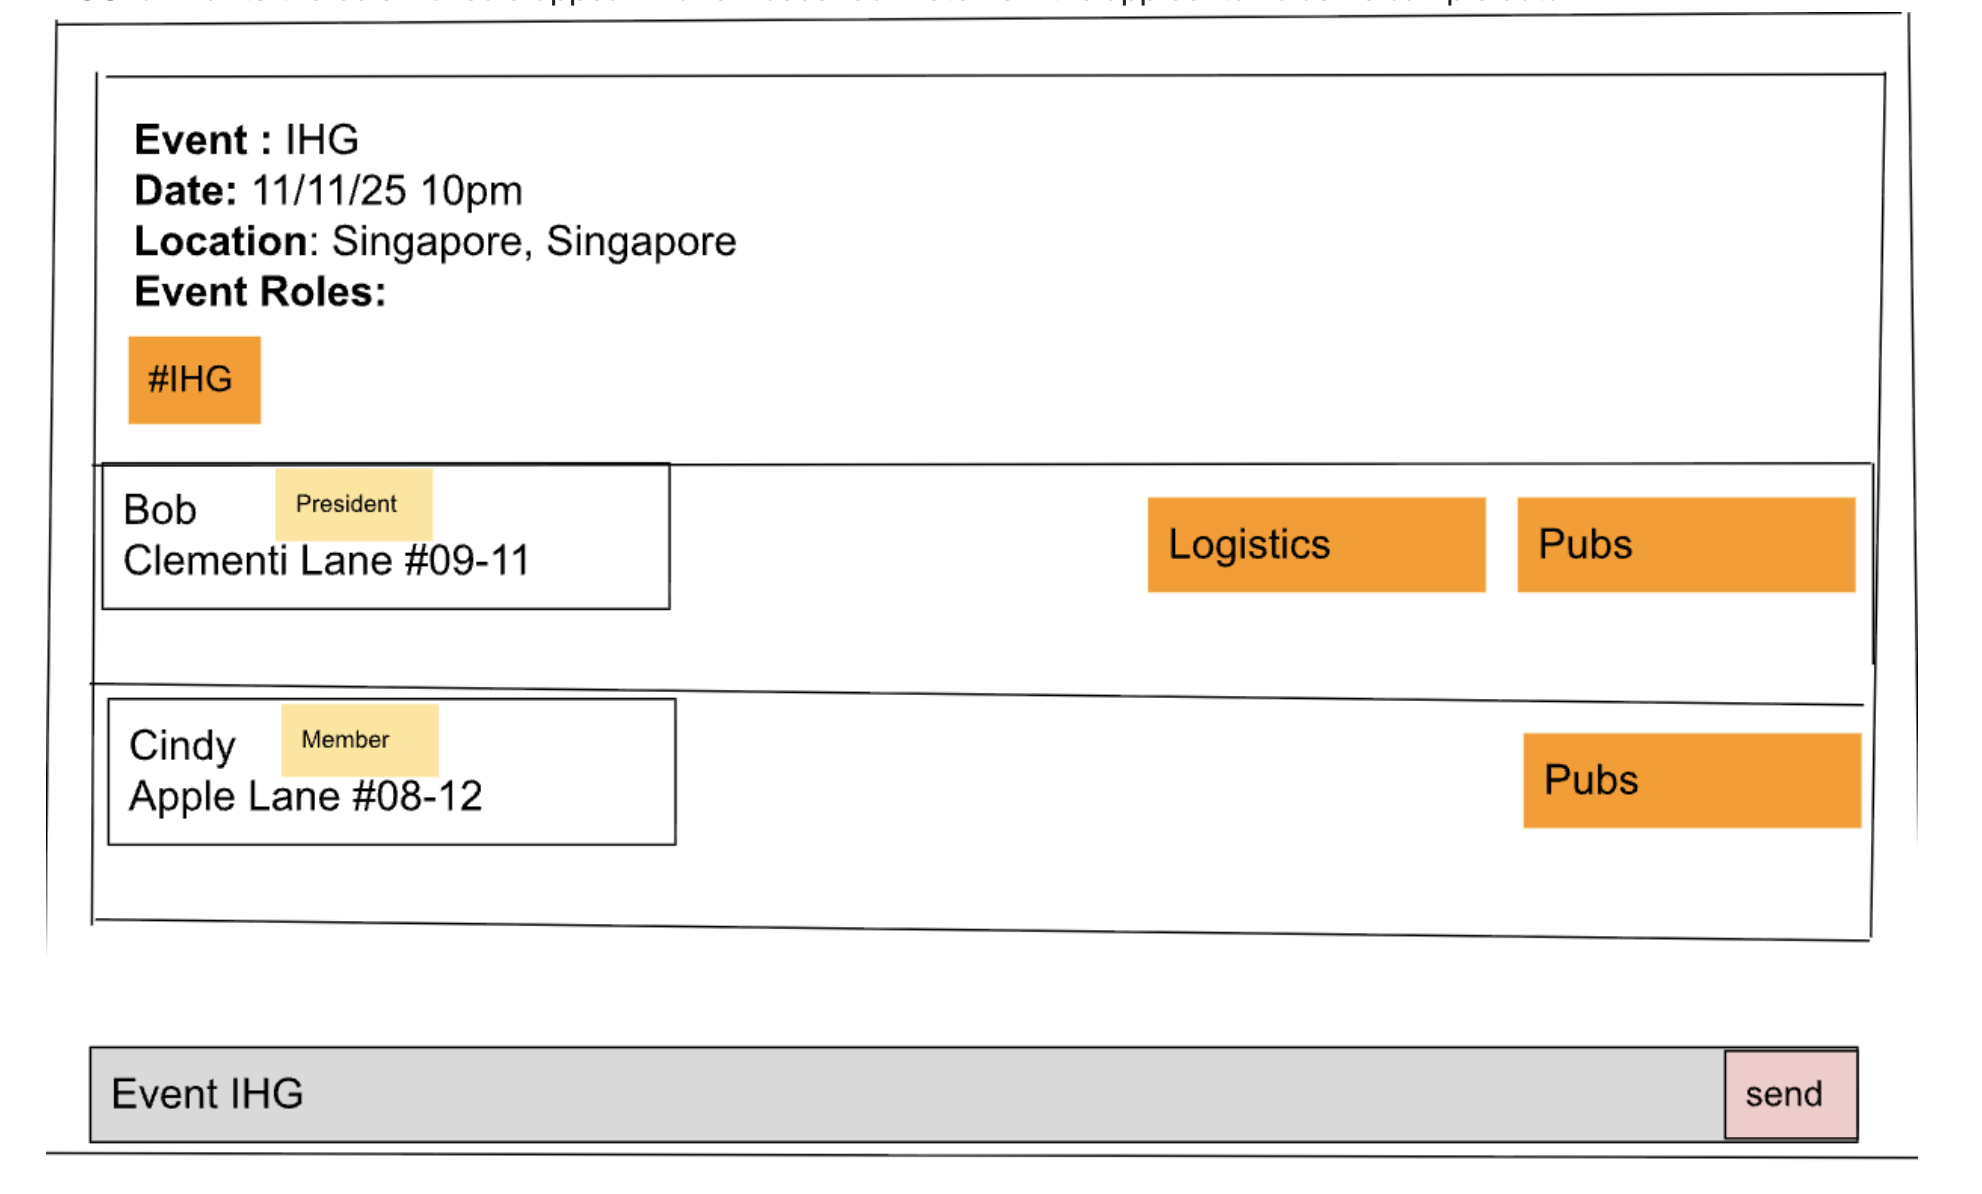 Event : IHG
Date: 11/11/25 10pm
Location: Singapore, Singapore
Event Roles:
#IHG
Bob President
Clementi Lane #09-11
Logistics Pubs
Cindy Member
Apple Lane #08-12
Pubs
Event IHG send